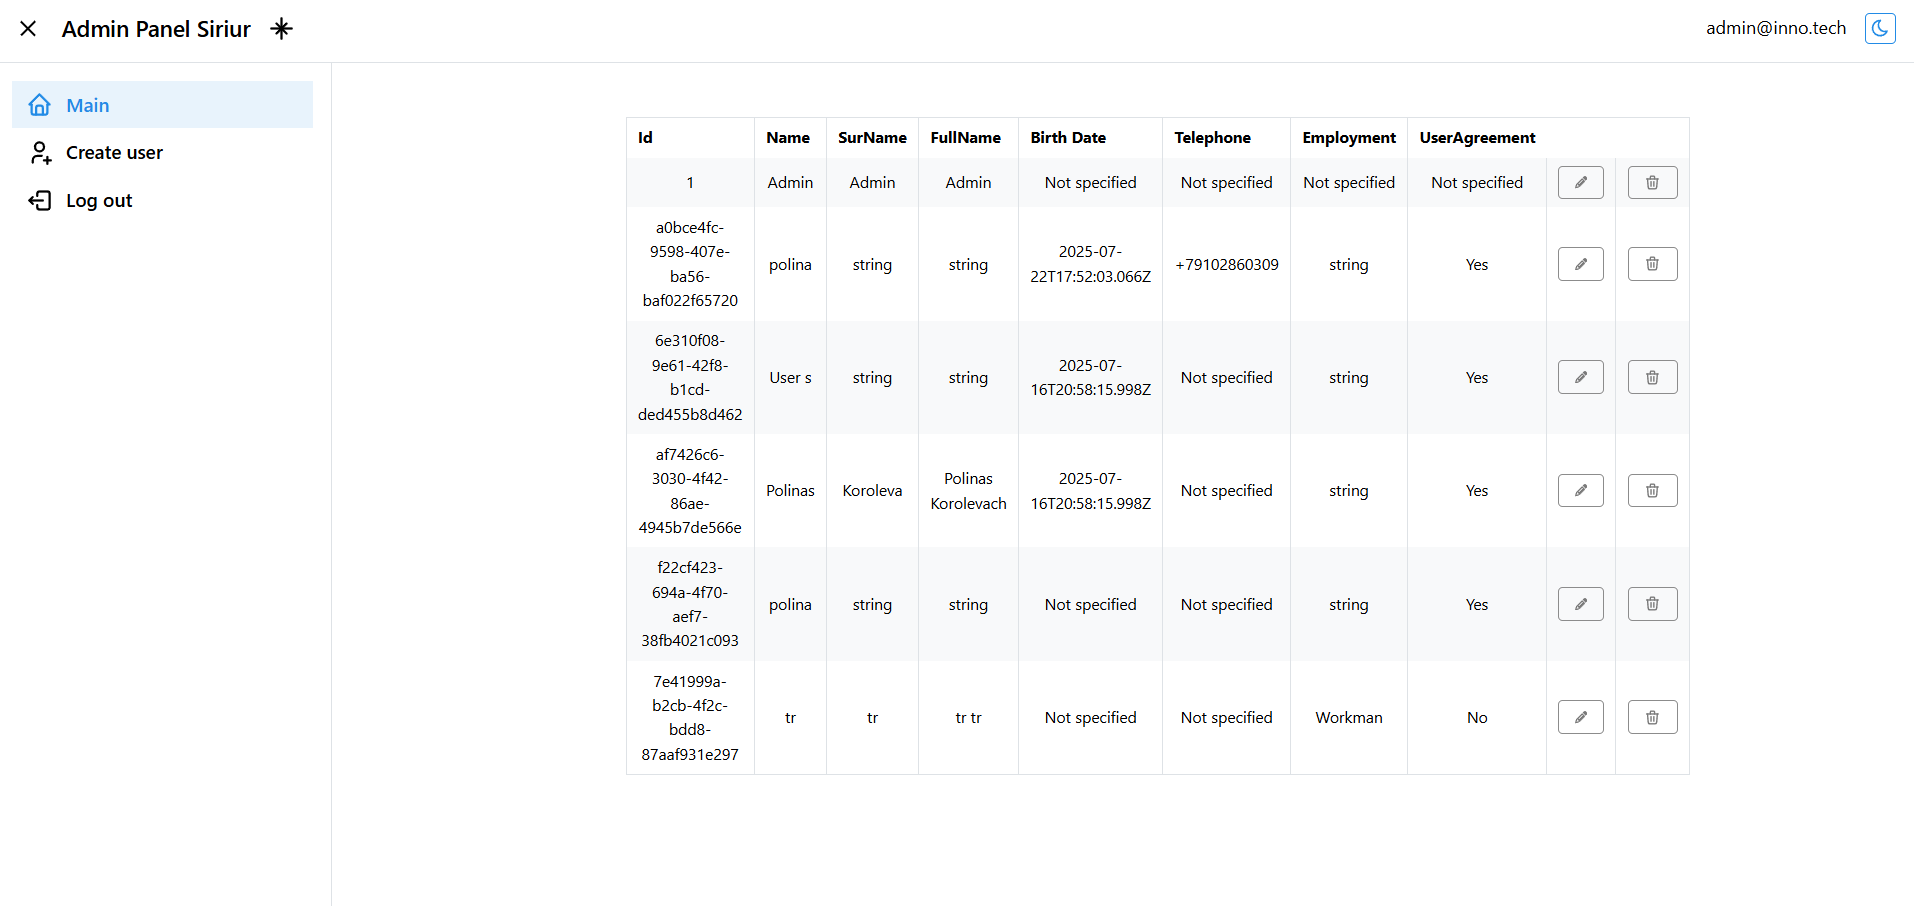 Admin Panel Siriur
admin@inno.tech
Main
Create user
Log out
Id Name SurName FullName Birth Date Telephone Employment UserAgreement
1 Admin Admin Admin Not specified Not specified Not specified Not specified
a0bce4fc-
9598-407e-
ba56-
baf022f65720
polina string string
2025-07-
22T17:52:03.066Z
+79102860309 string Yes
6e310f08-
9e61-42f8-
b1cd-
ded455b8d462
User s string string
2025-07-
16T20:58:15.998Z
Not specified string Yes
af7426c6-
3030-4f42-
86ae-
4945b7de566e
Polinas Koroleva
Polinas
Korolevach
2025-07-
16T20:58:15.998Z
Not specified string Yes
f22cf423-
694a-4f70-
aef7-
38fb4021c093
polina string string Not specified Not specified string Yes
7e41999a-
b2cb-4f2c-
bdd8-
87aaf931e297
tr tr tr tr Not specified Not specified Workman No